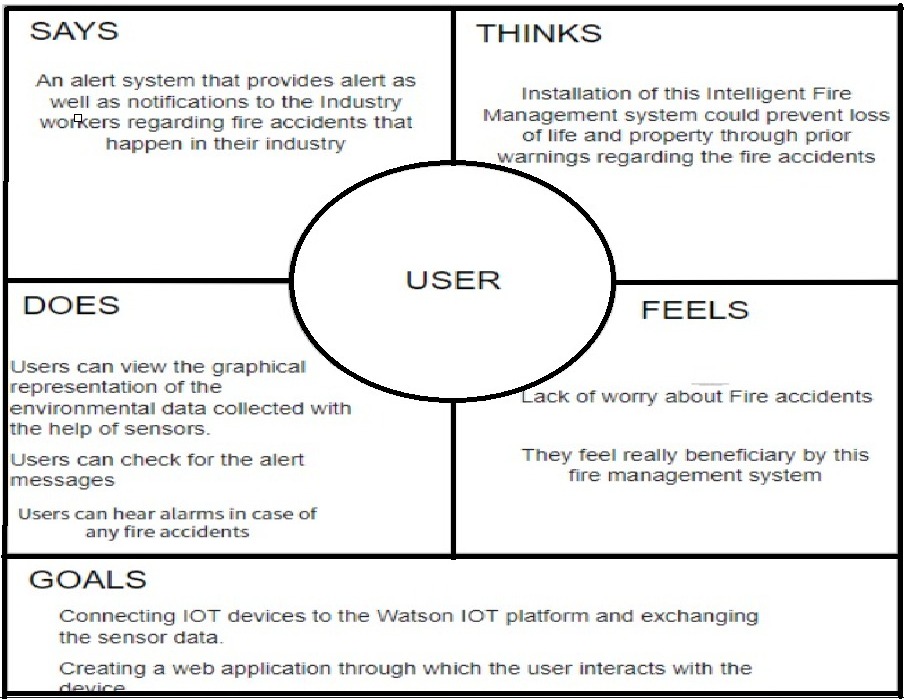 SAYS
An alert system that provides alert as
well as notifications to the Industry
workers regarding fire accidents that
happen in their industry
THINKS
Installation of this Intelligent Fire
Management system could prevent loss
of life and property through prior
warnings regarding the fire accidents
USER
DOES
Users can view the graphical
representation of the
environmental data collected with
the help of sensors.
Users can check for the alert
messages
Users can hear alarms in case of
any fire accidents
FEELS
Lack of worry about Fire accidents
They feel really beneficiary by this
fire management system
GOALS
Connecting IOT devices to the Watson IOT platform and exchanging
the sensor data.
Creating a web application through which the user interacts with the
device